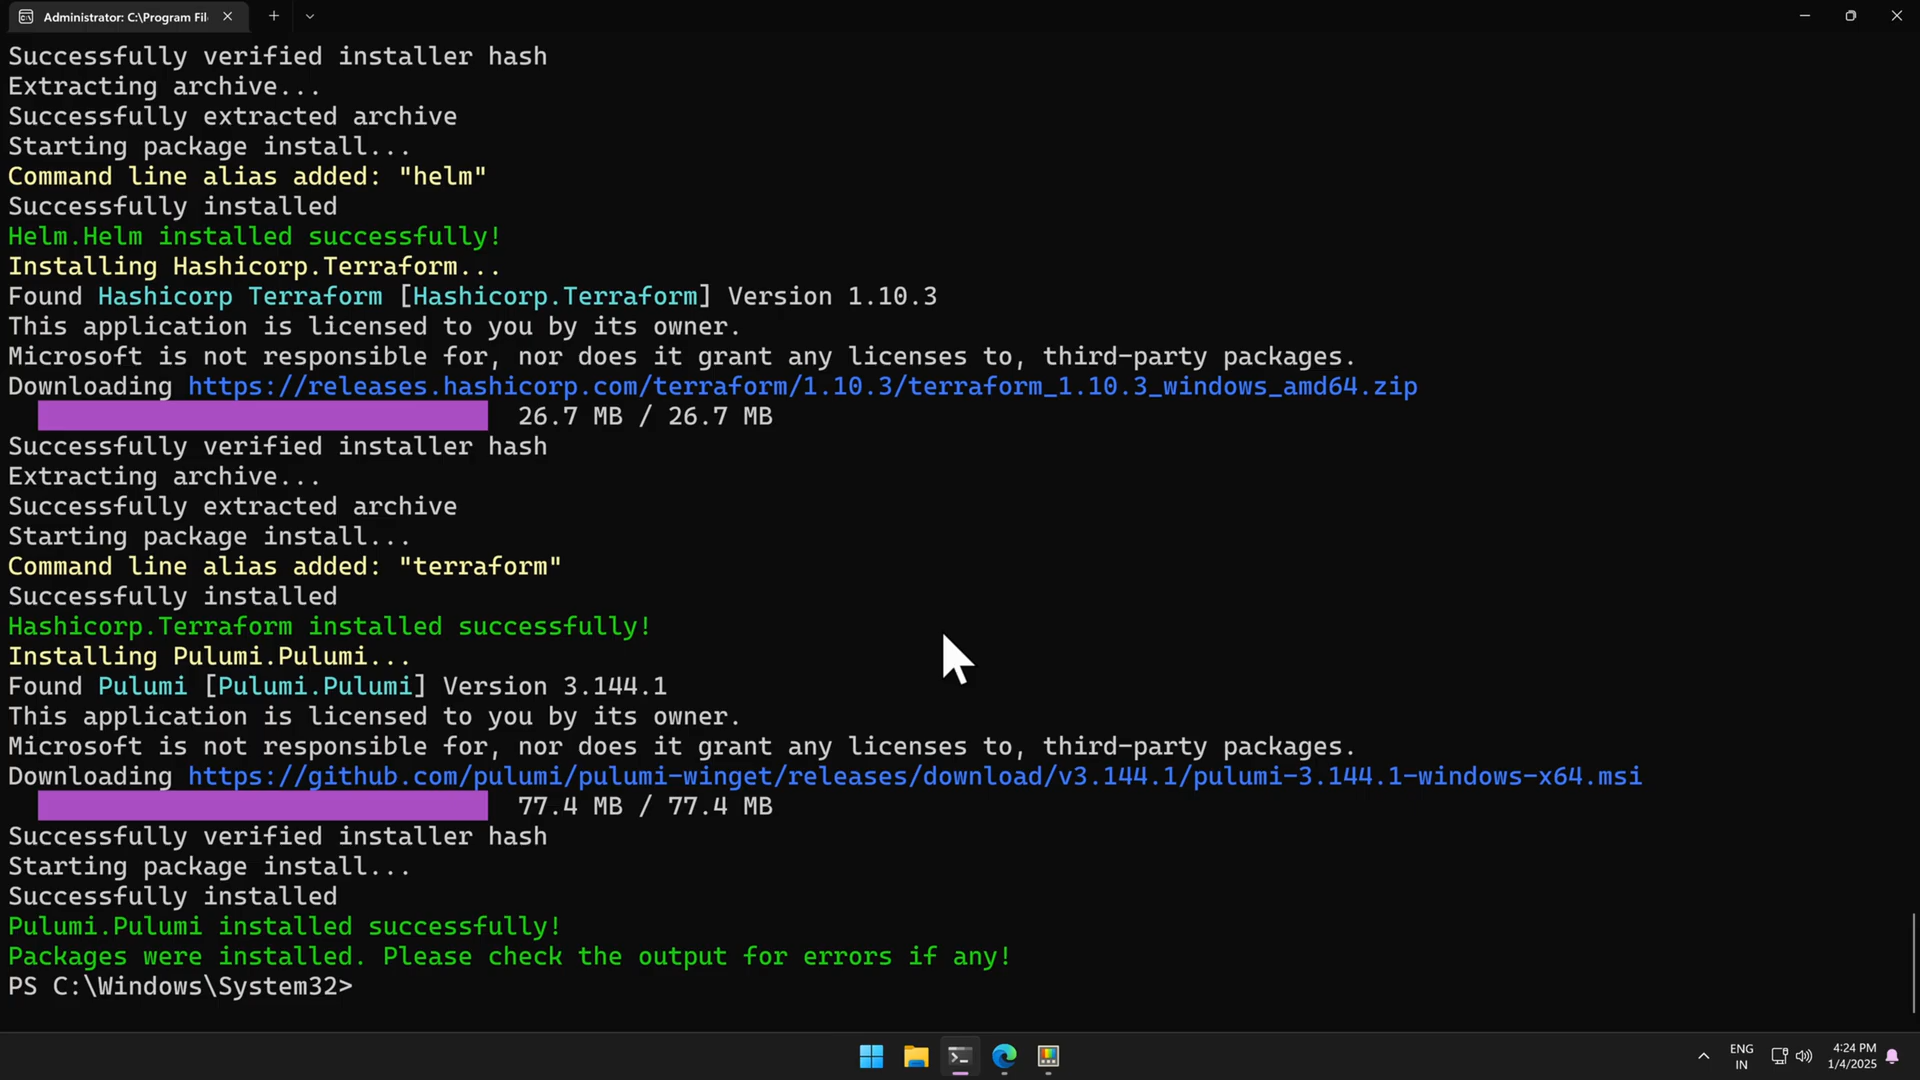 Administrator: C:\Program Fil
Successfully verified installer hash
Extracting archive...
Successfully extracted archive
Starting package install...
Command line alias added: "helm"
Successfully installed
Helm.Helm installed successfully!
Installing Hashicorp.Terraform...
Found Hashicorp Terraform [Hashicorp.Terraform] Version 1.10.3
This application is licensed to you by its owner.
Microsoft is not responsible for, nor does it grant any licenses to, third-party packages.
Downloading https://releases.hashicorp.com/terraform/1.10.3/terraform_1.10.3_windows_amd64.zip
26.7 MB / 26.7 MB
Successfully verified installer hash
Extracting archive...
Successfully extracted archive
Starting package install...
Command line alias added: "terraform"
Successfully installed
Hashicorp.Terraform installed successfully!
Installing Pulumi.Pulumi...
Found Pulumi [Pulumi.Pulumi] Version 3.144.1
This application is licensed to you by its owner.
Microsoft is not responsible for, nor does it grant any licenses to, third-party packages.
Downloading https://github.com/pulumi/pulumi-winget/releases/download/v3.144.1/pulumi-3.144.1-windows-x64.msi
77.4 MB / 77.4 MB
Successfully verified installer hash
Starting package install...
Successfully installed
Pulumi.Pulumi installed successfully!
Packages were installed. Please check the output for errors if any!
PS C:\Windows\System32>
ENG
IN
4:24 PM
1/4/2025